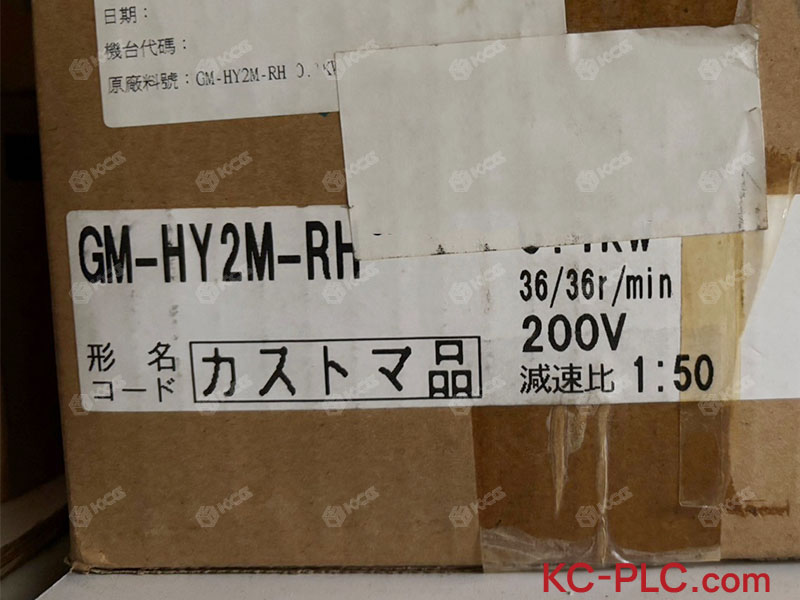 日期：
機台代碼：
原廠料號：GM-HY2M-RH
GM-HY2M-RH
36/36r/min
200V
減速比 1:50
形名
コード
カストマ品
KCG
KC-PLC.com